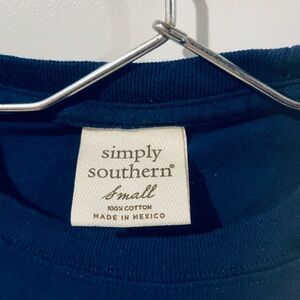 simply
southern®
Small
100% COTTON
MADE IN MEXICO